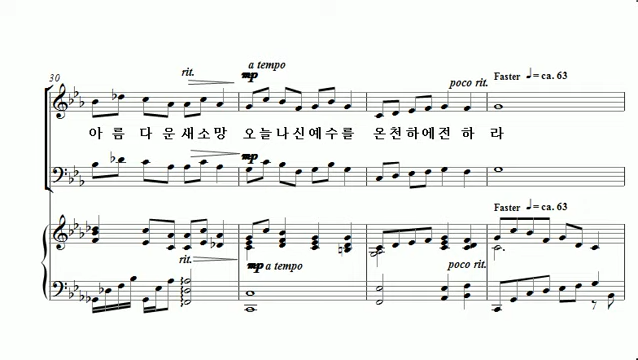 30
rit.
a tempo
mp
poco rit.
Faster ♩= ca. 63
아 름 다 운 새 소 망 오 늘 나 신 예 수 를 온 천 하 에 전 하 라
mp
Faster ♩= ca. 63
rit.
mp a tempo
poco rit.